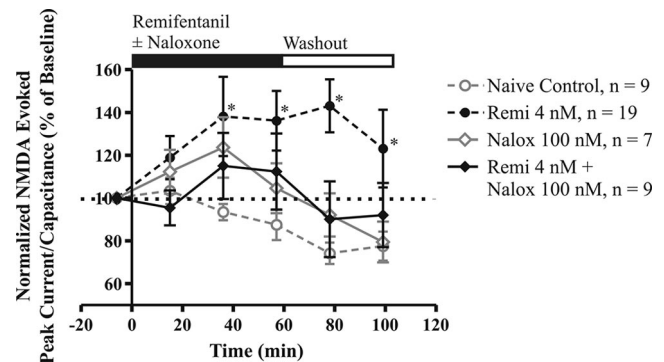 Remifentanil
± Naloxone
Washout
Normalized NMDA Evoked
Peak Current/Capacitance (% of Baseline)
160
140
120
100
80
60
-20
0
20
40
60
80
100
120
Time (min)
*
*
*
*
Naive Control, n = 9
Remi 4 nM, n = 19
Nalox 100 nM, n = 7
Remi 4 nM +
Nalox 100 nM, n = 9